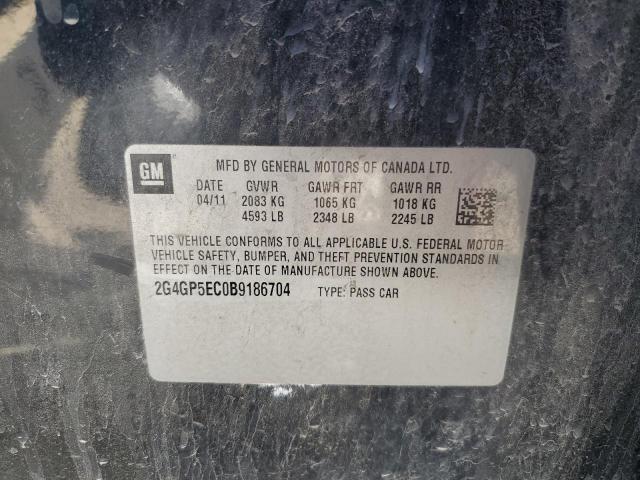 GM
MFD BY GENERAL MOTORS OF CANADA LTD.
DATE GVWR GAWR FRT GAWR RR
04/11 2083 KG 1065 KG 1018 KG
4593 LB 2348 LB 2245 LB
THIS VEHICLE CONFORMS TO ALL APPLICABLE U.S. FEDERAL MOTOR
VEHICLE SAFETY, BUMPER, AND THEFT PREVENTION STANDARDS
IN EFFECT ON THE DATE OF MANUFACTURE SHOWN ABOVE.
2G4GP5EC0B9186704 TYPE: PASS CAR